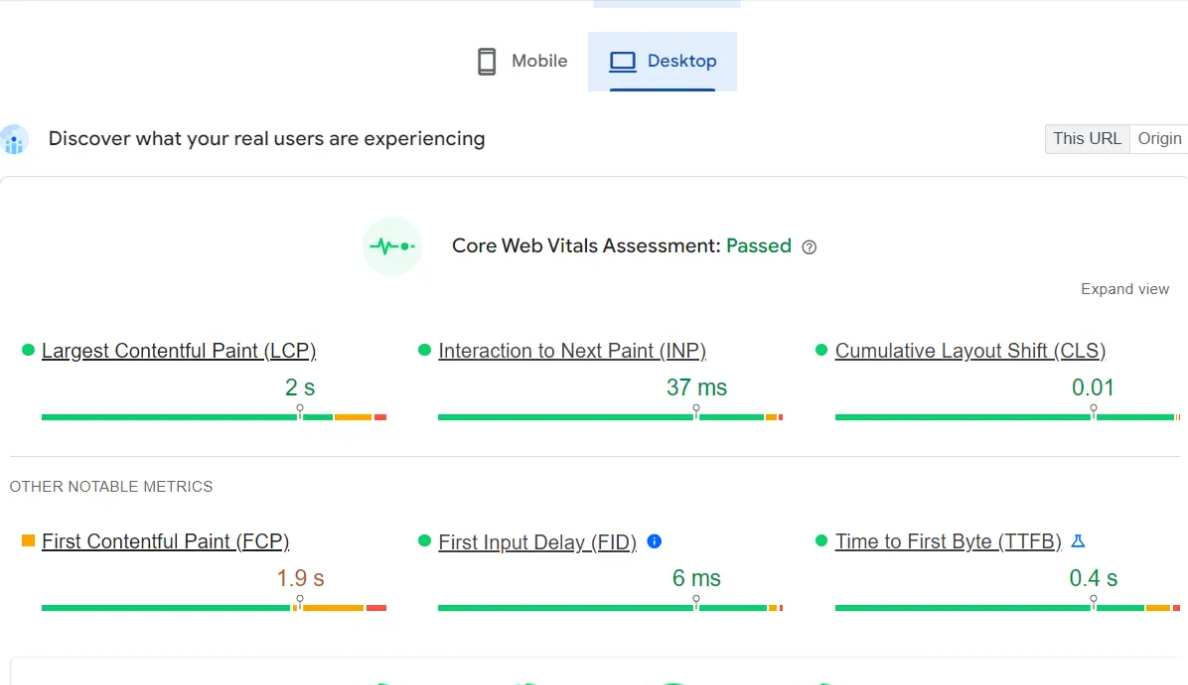 Mobile
Desktop
Discover what your real users are experiencing
This URL
Origin
Core Web Vitals Assessment: Passed
Expand view
Largest Contentful Paint (LCP)
Interaction to Next Paint (INP)
Cumulative Layout Shift (CLS)
2 s
37 ms
0.01
OTHER NOTABLE METRICS
First Contentful Paint (FCP)
First Input Delay (FID)
Time to First Byte (TTFB)
1.9 s
6 ms
0.4 s